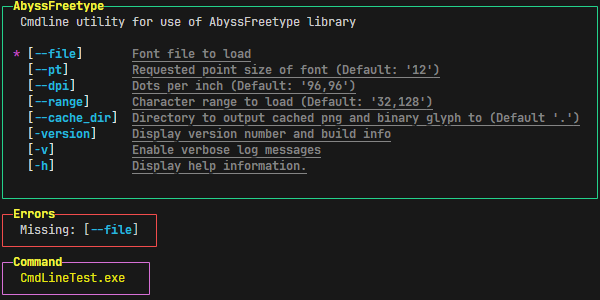 AbyssFreetype
Cmdline utility for use of AbyssFreetype library
* [--file] Font file to load
[--pt] Requested point size of font (Default: '12')
[--dpi] Dots per inch (Default: '96,96')
[--range] Character range to load (Default: '32,128')
[--cache_dir] Directory to output cached png and binary glyph to (Default '.')
[-version] Display version number and build info
[-v] Enable verbose log messages
[-h] Display help information.
Errors
Missing: [--file]
Command
CmdLineTest.exe